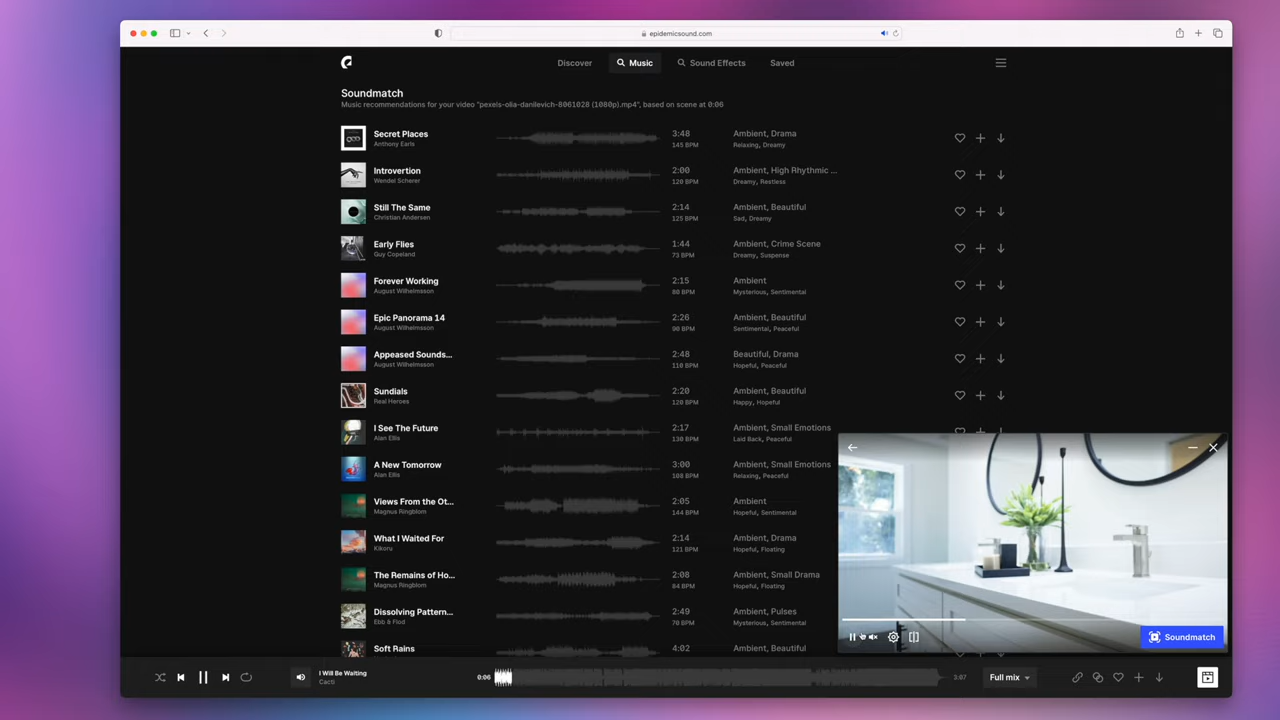 epidemicsound.com
Discover
Music
Sound Effects
Saved
Soundmatch
Music recommendations for your video "pexels-olia-danilevich-8061028 (1080p).mp4", based on scene at 0:06
Secret Places
Anthony Earls
3:48
145 BPM
Ambient, Drama
Relaxing, Dreamy
Introvertion
Wendel Scherer
2:00
120 BPM
Ambient, High Rhythmic ...
Dreamy, Restless
Still The Same
Christian Andersen
2:14
125 BPM
Ambient, Beautiful
Sad, Dreamy
Early Flies
Guy Copeland
1:44
73 BPM
Ambient, Crime Scene
Dreamy, Suspense
Forever Working
August Wilhelmsson
2:15
80 BPM
Ambient
Mysterious, Sentimental
Epic Panorama 14
August Wilhelmsson
2:26
90 BPM
Ambient, Beautiful
Sentimental, Peaceful
Appeased Sounds...
August Wilhelmsson
2:48
110 BPM
Beautiful, Drama
Hopeful, Peaceful
Sundials
Real Heroes
2:20
120 BPM
Ambient, Beautiful
Happy, Hopeful
I See The Future
Alan Ellis
2:17
130 BPM
Ambient, Small Emotions
Laid Back, Peaceful
A New Tomorrow
Alan Ellis
3:00
108 BPM
Ambient, Small Emotions
Relaxing, Peaceful
Views From the Ot...
Magnus Ringblom
2:05
144 BPM
Ambient
Hopeful, Sentimental
What I Waited For
Kikoru
2:14
121 BPM
Ambient, Drama
Hopeful, Floating
The Remains of Ho...
Magnus Ringblom
2:08
84 BPM
Ambient, Small Drama
Hopeful, Floating
Dissolving Pattern...
Ebb & Flod
2:49
70 BPM
Ambient, Pulses
Mysterious, Sentimental
Soft Rains
4:02
Ambient, Beautiful
Soundmatch
I Will Be Waiting
Cacti
0:06
3:07
Full mix